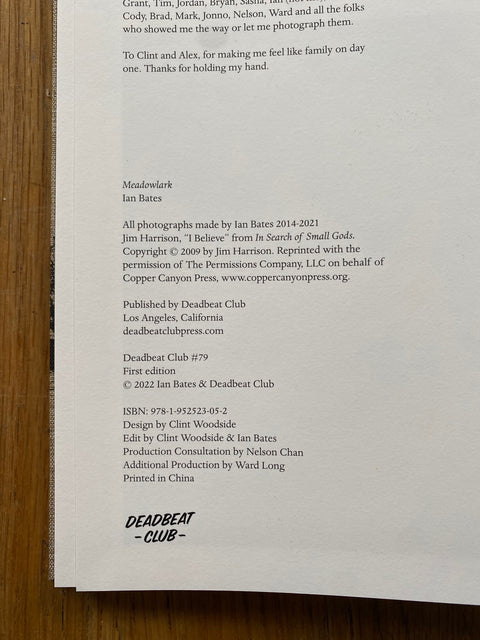 Grant, Tim, Jordan, Bryan, Sasha, Ian
Cody, Brad, Mark, Jonno, Nelson, Ward and all the folks
who showed me the way or let me photograph them.
To Clint and Alex, for making me feel like family on day
one. Thanks for holding my hand.
Meadowlark
Ian Bates
All photographs made by Ian Bates 2014-2021
Jim Harrison, “I Believe” from In Search of Small Gods.
Copyright © 2009 by Jim Harrison. Reprinted with the
permission of The Permissions Company, LLC on behalf of
Copper Canyon Press, www.coppercanyonpress.org.
Published by Deadbeat Club
Los Angeles, California
deadbeatclubpress.com
Deadbeat Club #79
First edition
© 2022 Ian Bates & Deadbeat Club
ISBN: 978-1-952523-05-2
Design by Clint Woodside
Edit by Clint Woodside & Ian Bates
Production Consultation by Nelson Chan
Additional Production by Ward Long
Printed in China
DEADBEAT
-CLUB-